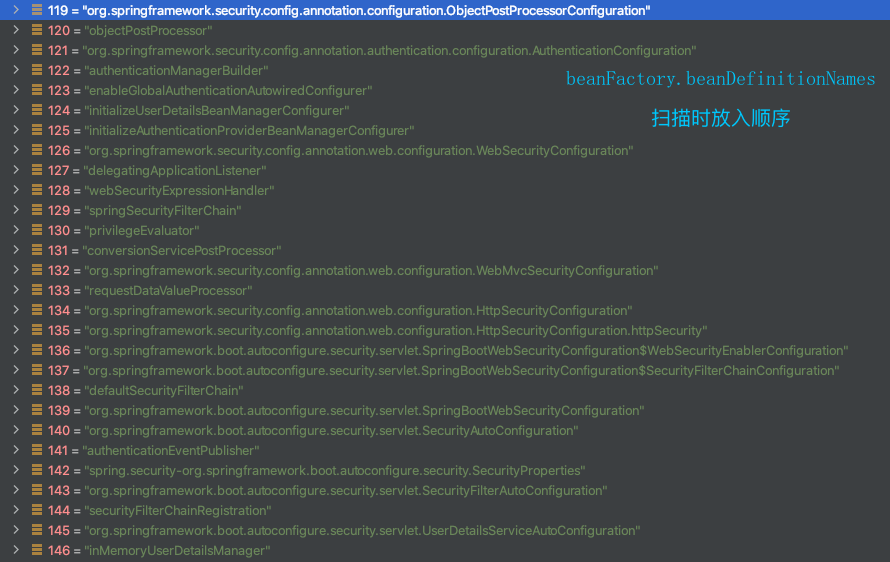 119 = "org.springframework.security.config.annotation.configuration.ObjectPostProcessorConfiguration"
120 = "objectPostProcessor"
121 = "org.springframework.security.config.annotation.authentication.configuration.AuthenticationConfiguration"
122 = "authenticationManagerBuilder"
beanFactory.beanDefinitionNames
123 = "enableGlobalAuthenticationAutowiredConfigurer"
124 = "initializeUserDetailsBeanManagerConfigurer"
扫描时放入顺序
125 = "initializeAuthenticationProviderBeanManagerConfigurer"
126 = "org.springframework.security.config.annotation.web.configuration.WebSecurityConfiguration"
127 = "delegatingApplicationListener"
128 = "webSecurityExpressionHandler"
129 = "springSecurityFilterChain"
130 = "privilegeEvaluator"
131 = "conversionServicePostProcessor"
132 = "org.springframework.security.config.annotation.web.configuration.WebMvcSecurityConfiguration"
133 = "requestDataValueProcessor"
134 = "org.springframework.security.config.annotation.web.configuration.HttpSecurityConfiguration"
135 = "org.springframework.security.config.annotation.web.configuration.HttpSecurityConfiguration.httpSecurity"
136 = "org.springframework.boot.autoconfigure.security.servlet.SpringBootWebSecurityConfiguration$WebSecurityEnablerConfiguration"
137 = "org.springframework.boot.autoconfigure.security.servlet.SpringBootWebSecurityConfiguration$SecurityFilterChainConfiguration"
138 = "defaultSecurityFilterChain"
139 = "org.springframework.boot.autoconfigure.security.servlet.SpringBootWebSecurityConfiguration"
140 = "org.springframework.boot.autoconfigure.security.servlet.SecurityAutoConfiguration"
141 = "authenticationEventPublisher"
142 = "spring.security-org.springframework.boot.autoconfigure.security.SecurityProperties"
143 = "org.springframework.boot.autoconfigure.security.servlet.SecurityFilterAutoConfiguration"
144 = "securityFilterChainRegistration"
145 = "org.springframework.boot.autoconfigure.security.servlet.UserDetailsServiceAutoConfiguration"
146 = "inMemoryUserDetailsManager"